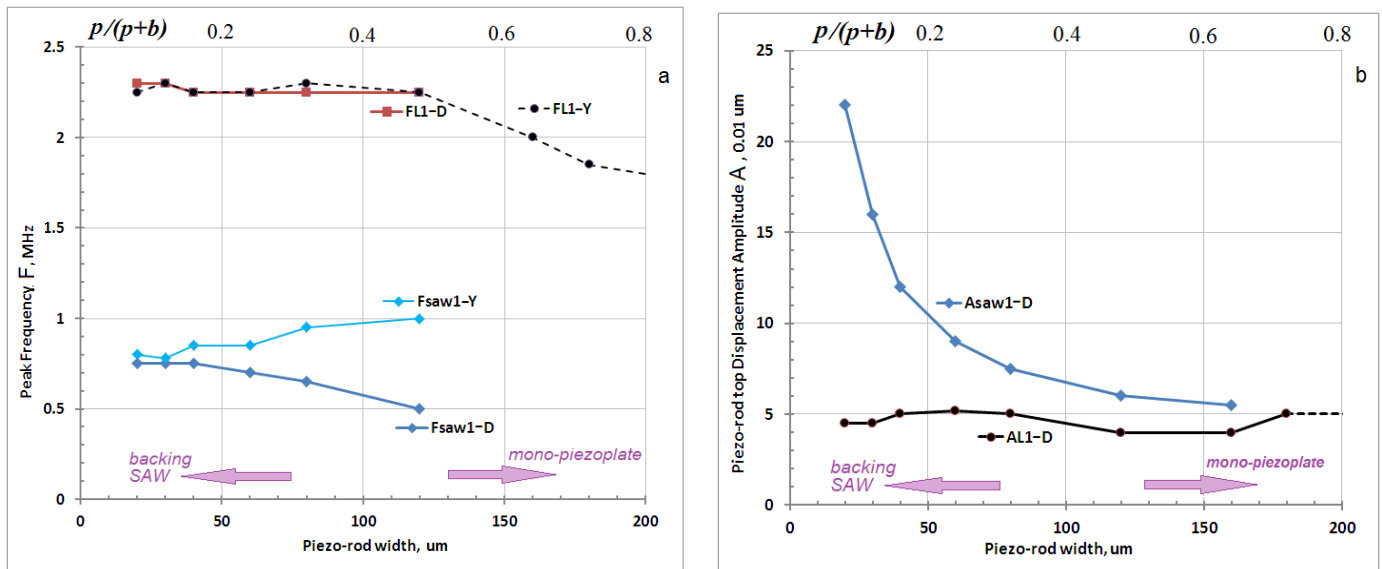 p/(p+b) 0.2 0.4 0.6 0.8
a
2.5
2
1.5
1
0.5
0
Peak Frequency, F, MHz
FL1-D
FL1-Y
Fsaw1-Y
Fsaw1-D
backing
SAW
mono-piezoplate
0 50 100 150 200
Piezo-rod width, um
p/(p+b) 0.2 0.4 0.6 0.8
b
25
20
15
10
5
0
Piezo-rod top Displacement Amplitude A, 0.01 um
Asaw1-D
AL1-D
backing
SAW
mono-piezoplate
0 50 100 150 200
Piezo-rod width, um